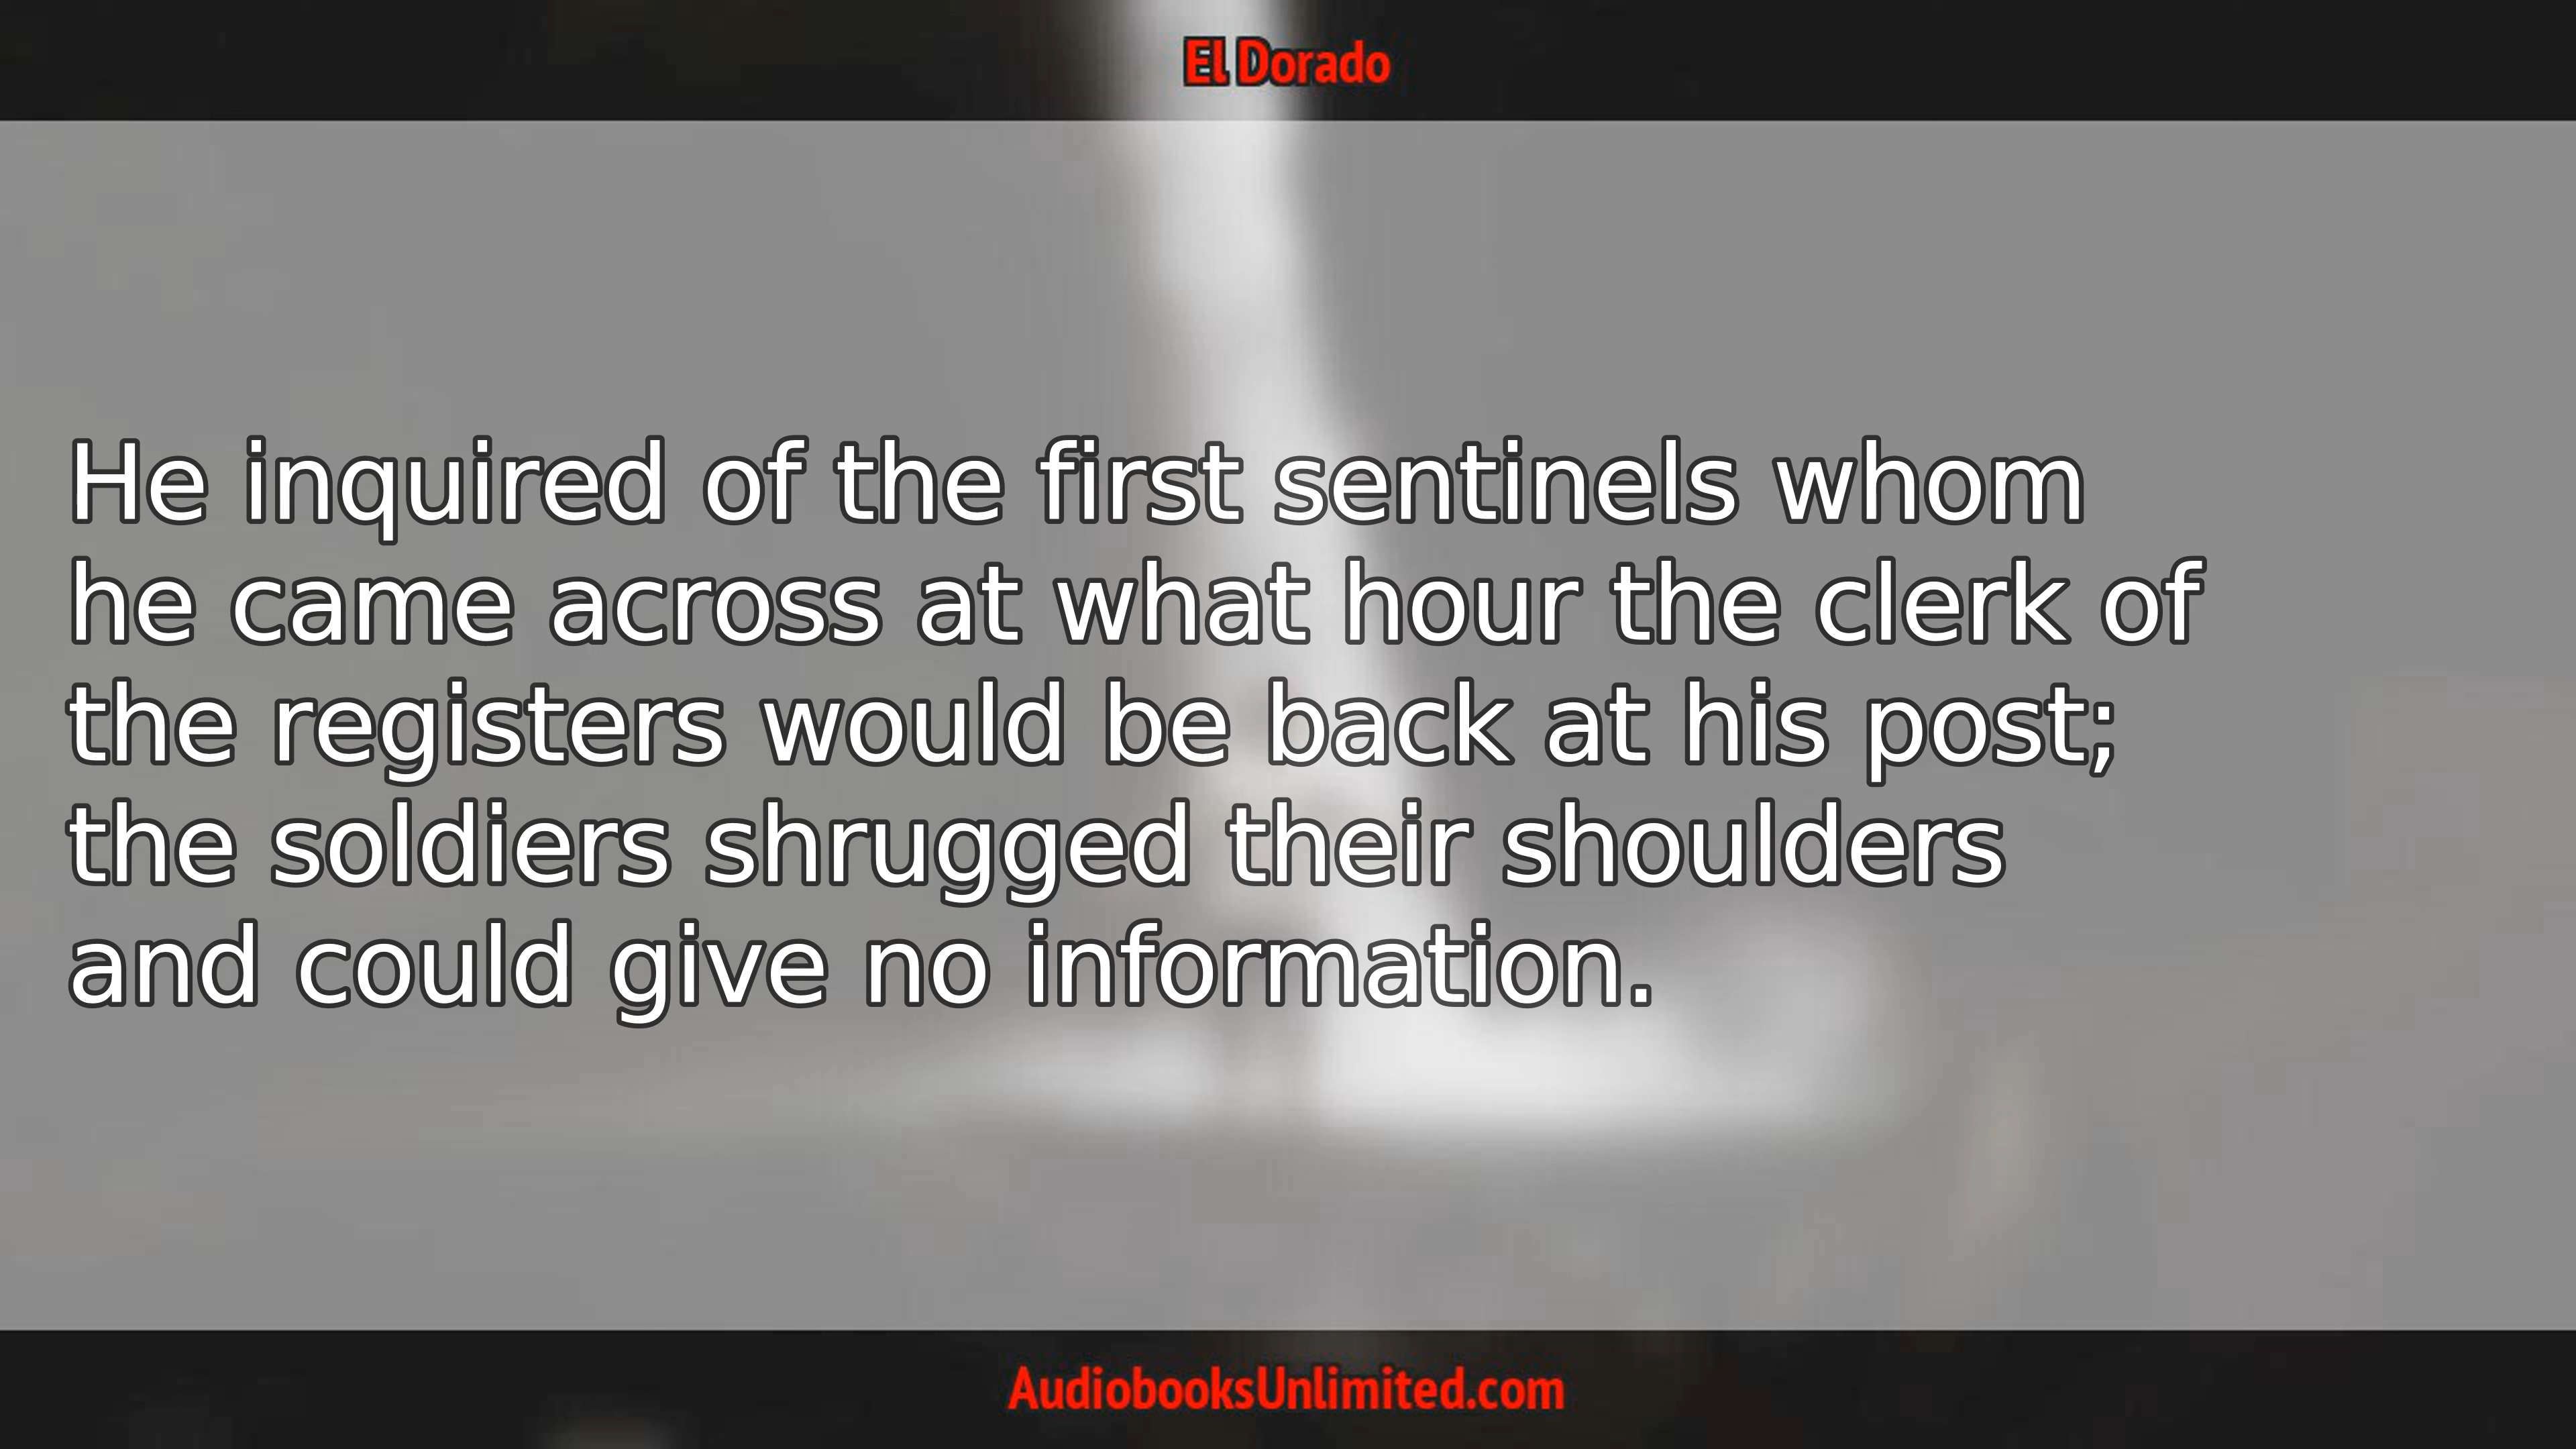 El Dorado
He inquired of the first sentinels whom
he came across at what hour the clerk of
the registers would be back at his post;
the soldiers shrugged their shoulders
and could give no information.
AudiobooksUnlimited.com